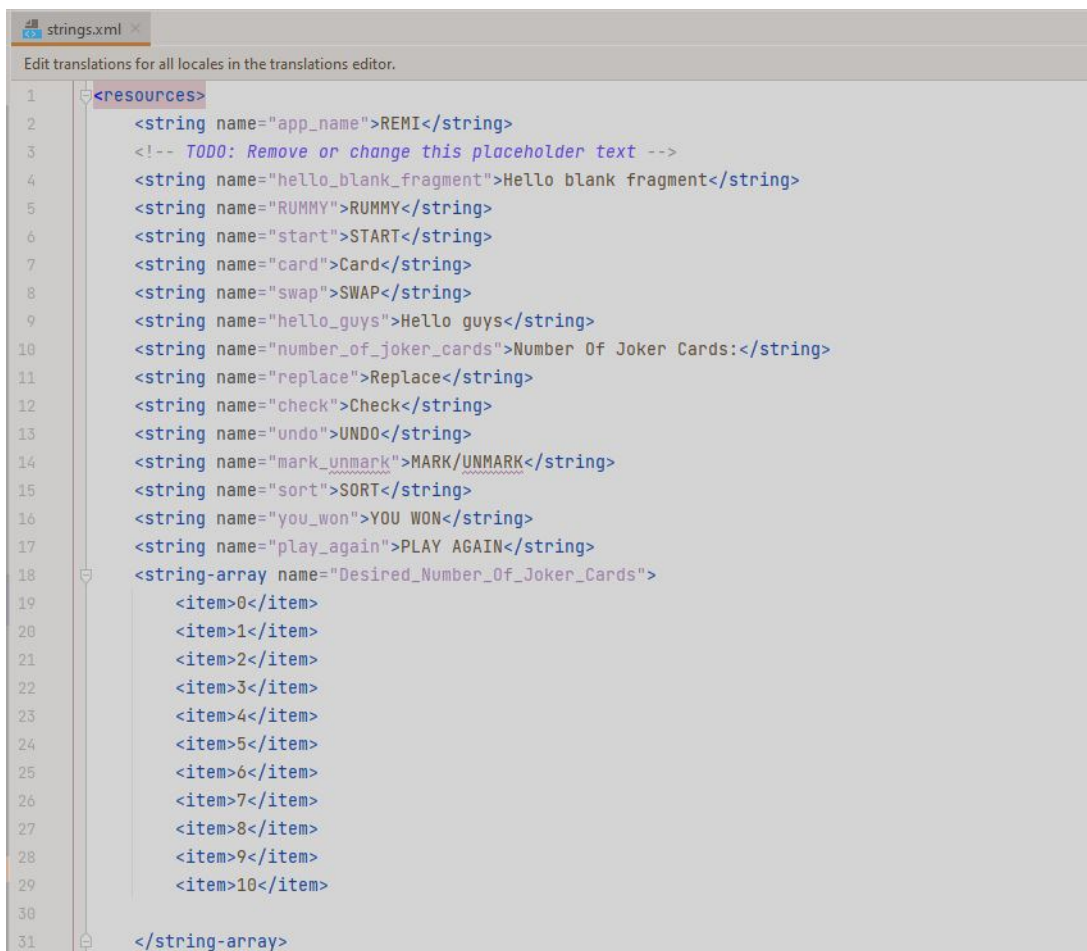 strings.xml
Edit translations for all locales in the translations editor.
1 <resources>
2 <string name="app_name">REMI</string>
3 <!-- TODO: Remove or change this placeholder text -->
4 <string name="hello_blank_fragment">Hello blank fragment</string>
5 <string name="RUMMY">RUMMY</string>
6 <string name="start">START</string>
7 <string name="card">Card</string>
8 <string name="swap">SWAP</string>
9 <string name="hello_guys">Hello guys</string>
10 <string name="number_of_joker_cards">Number Of Joker Cards:</string>
11 <string name="replace">Replace</string>
12 <string name="check">Check</string>
13 <string name="undo">UNDO</string>
14 <string name="mark_unmark">MARK/UNMARK</string>
15 <string name="sort">SORT</string>
16 <string name="you_won">YOU WON</string>
17 <string name="play_again">PLAY AGAIN</string>
18 <string-array name="Desired_Number_Of_Joker_Cards">
19 <item>0</item>
20 <item>1</item>
21 <item>2</item>
22 <item>3</item>
23 <item>4</item>
24 <item>5</item>
25 <item>6</item>
26 <item>7</item>
27 <item>8</item>
28 <item>9</item>
29 <item>10</item>
30
31 </string-array>